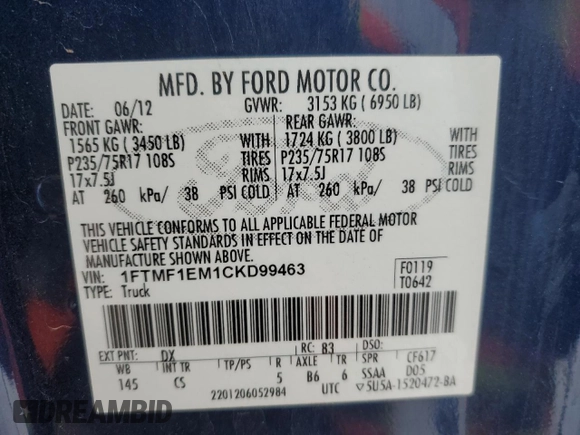 MFD. BY FORD MOTOR CO.
DATE: 06/12 GVWR: 3153 KG ( 6950 LB)
FRONT GAWR: REAR GAWR:
1565 KG ( 3450 LB) WITH 1724 KG ( 3800 LB) WITH
P235/75R17 108S TIRES P235/75R17 108S TIRES
17x7.5J RIMS 17x7.5J RIMS
AT 260 kPa/ 38 PSI COLD AT 260 kPa/ 38 PSI COLD
THIS VEHICLE CONFORMS TO ALL APPLICABLE FEDERAL MOTOR
VEHICLE SAFETY STANDARDS IN EFFECT ON THE DATE OF
MANUFACTURE SHOWN ABOVE.
VIN: 1FTMF1EM1CKD99463
TYPE: Truck
F0119
T0642
EXT PNT: DX RC: B3 DSO:
WB INT TR TP/PS R AXLE TR SPR CF617
145 CS 5 B6 6 SSAA D05
2201206052984 UTC ▽5U5A-1520472-BA
DREAMBID